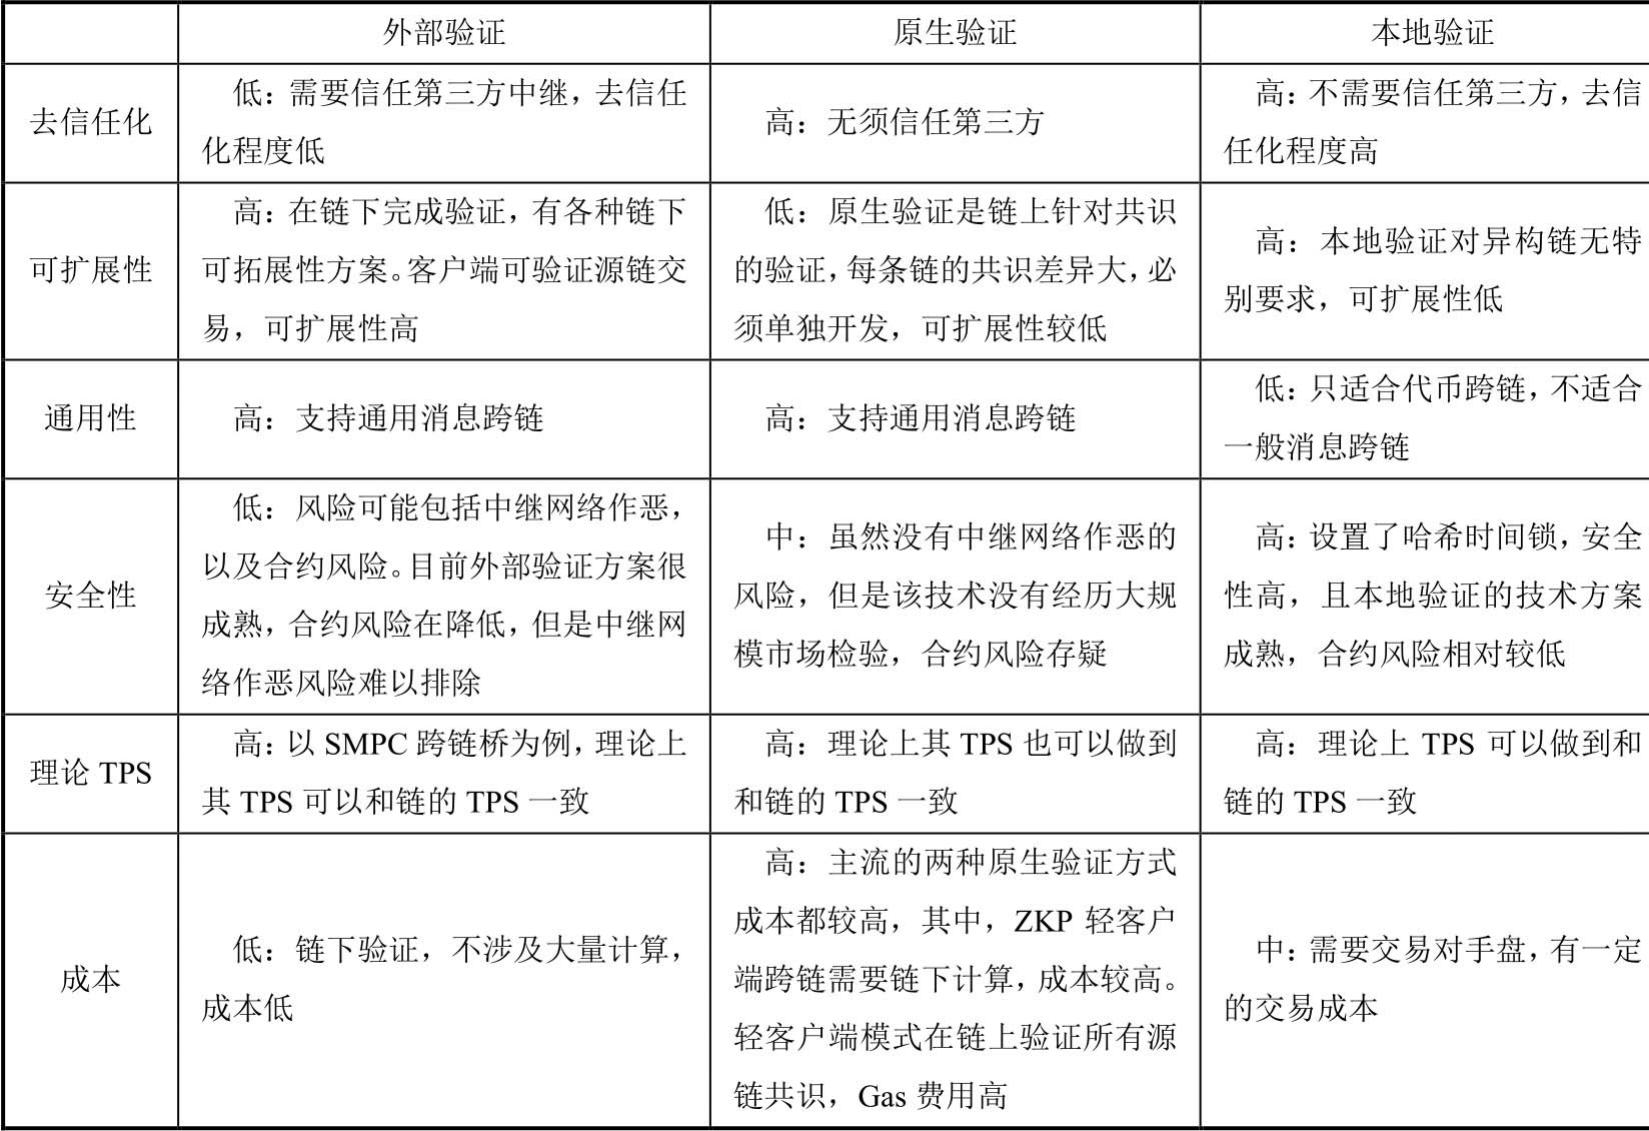 外部验证
原生验证
本地验证
去信任化
低：需要信任第三方中继，去信任
化程度低
高：无须信任第三方
高：不需要信任第三方，去信
任化程度高
可扩展性
高：在链下完成验证，有各种链下
可拓展性方案。客户端可验证源链交
易，可扩展性高
低：原生验证是链上针对共识
的验证，每条链的共识差异大，必
须单独开发，可扩展性较低
高：本地验证对异构链无特
别要求，可扩展性低
通用性
高：支持通用消息跨链
高：支持通用消息跨链
低：只适合代币跨链，不适合
一般消息跨链
安全性
低：风险可能包括中继网络作恶，
以及合约风险。目前外部验证方案很
成熟，合约风险在降低，但是中继网
络作恶风险难以排除
中：虽然没有中继网络作恶的
风险，但是该技术没有经历大规
模市场检验，合约风险存疑
高：设置了哈希时间锁，安全
性高，且本地验证的技术方案
成熟，合约风险相对较低
理论 TPS
高：以 SMPC 跨链桥为例，理论上
其 TPS 可以和链的 TPS 一致
高：理论上其 TPS 也可以做到
和链的 TPS 一致
高：理论上 TPS 可以做到和
链的 TPS 一致
成本
低：链下验证，不涉及大量计算，
成本低
高：主流的两种原生验证方式
成本都较高，其中，ZKP 轻客户
端跨链需要链下计算，成本较高。
轻客户端模式在链上验证所有源
链共识，Gas 费用高
中：需要交易对手盘，有一定
的交易成本